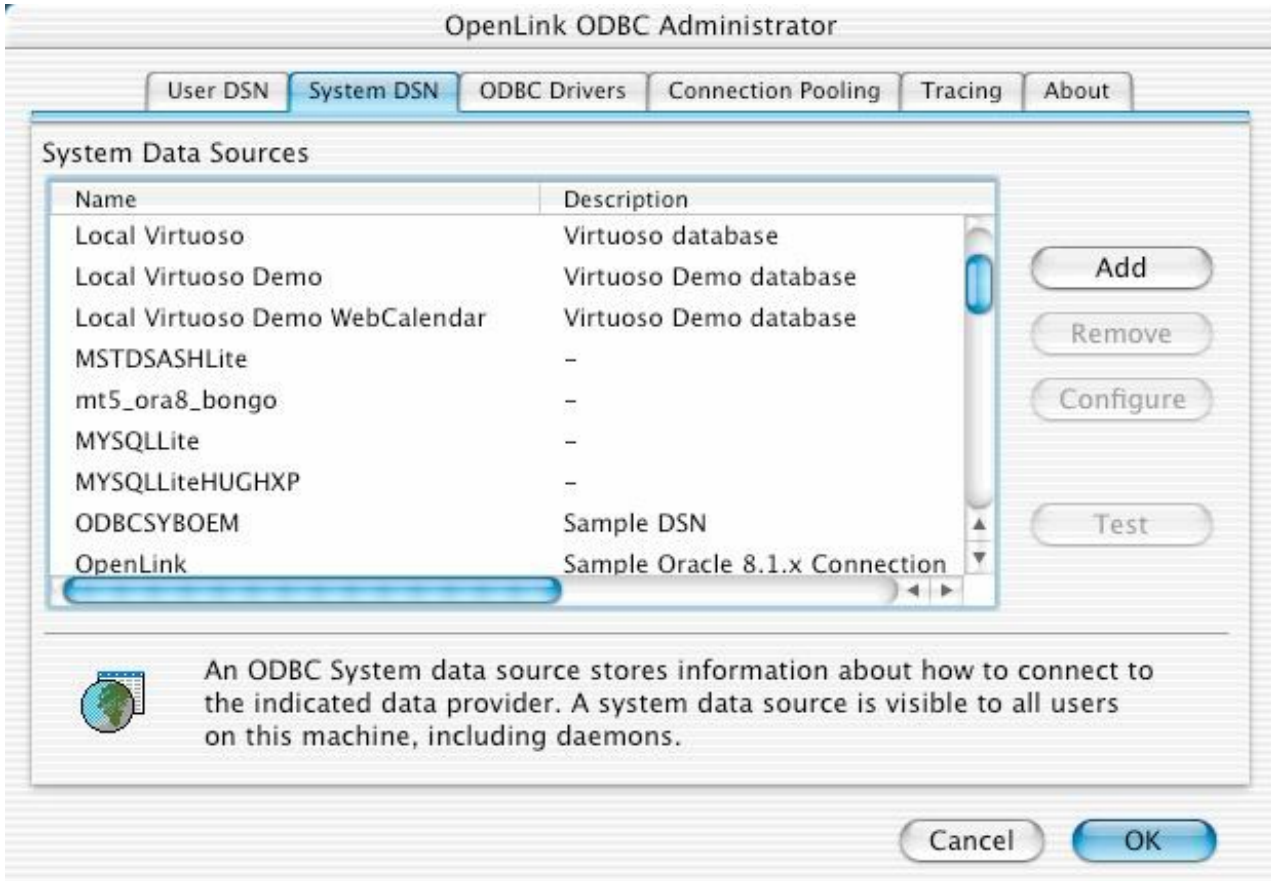 OpenLink ODBC Administrator
User DSN System DSN ODBC Drivers Connection Pooling Tracing About
System Data Sources
Name Description
Local Virtuoso Virtuoso database
Local Virtuoso Demo Virtuoso Demo database
Local Virtuoso Demo WebCalendar Virtuoso Demo database
MSTDSASHLite –
mt5_ora8_bongo –
MYSQLLite –
MYSQLLiteHUGHXP –
ODBCSYBOEM Sample DSN
OpenLink Sample Oracle 8.1.x Connection
Add
Remove
Configure
Test
An ODBC System data source stores information about how to connect to
the indicated data provider. A system data source is visible to all users
on this machine, including daemons.
Cancel OK